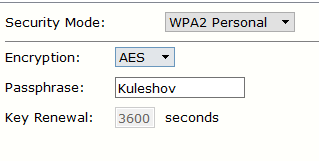 Security Mode: WPA2 Personal
Encryption: AES
Passphrase: Kuleshov
Key Renewal: 3600 seconds